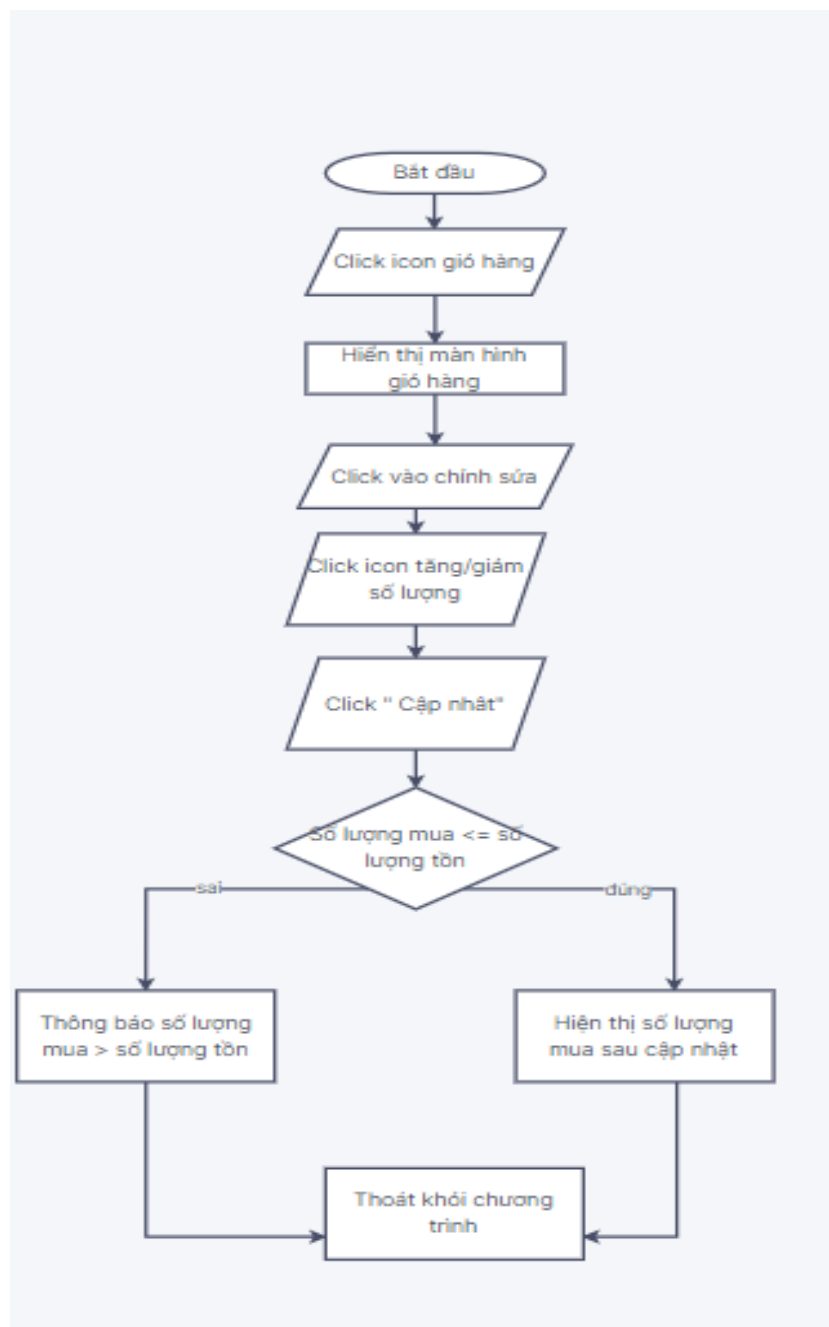 Bắt đầu
Click icon giỏ hàng
Hiển thị màn hình
giỏ hàng
Click vào chỉnh sửa
Click icon tăng/giảm
số lượng
Click " Cập nhât"
Số lượng mua <= số
lượng tồn
sai
đúng
Thông báo số lượng
mua > số lượng tồn
Hiện thị số lượng
mua sau cập nhật
Thoát khỏi chương
trình